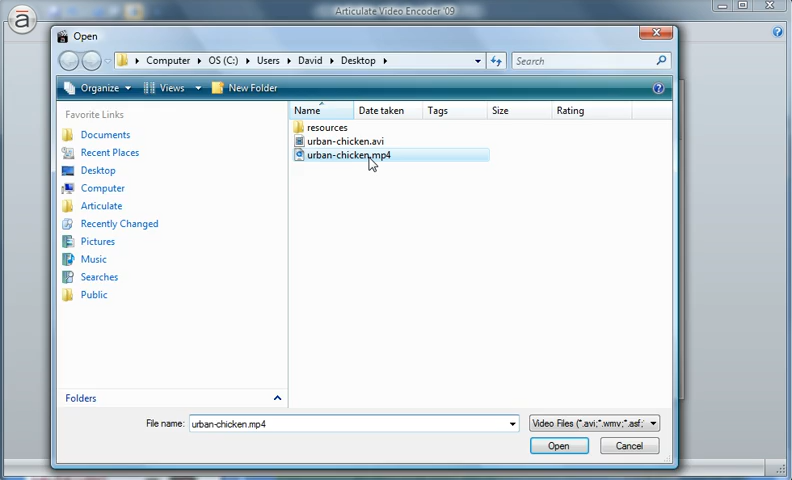 Articulate Video Encoder '09
Open
Computer OS (C:) Users David Desktop
Search
Organize Views New Folder
Favorite Links
Documents
Recent Places
Desktop
Computer
Articulate
Recently Changed
Pictures
Music
Searches
Public
Folders
Name Date taken Tags Size Rating
resources
urban-chicken.avi
urban-chicken.mp4
File name: urban-chicken.mp4
Video Files (*.avi;*.wmv;*.asf;
Open Cancel